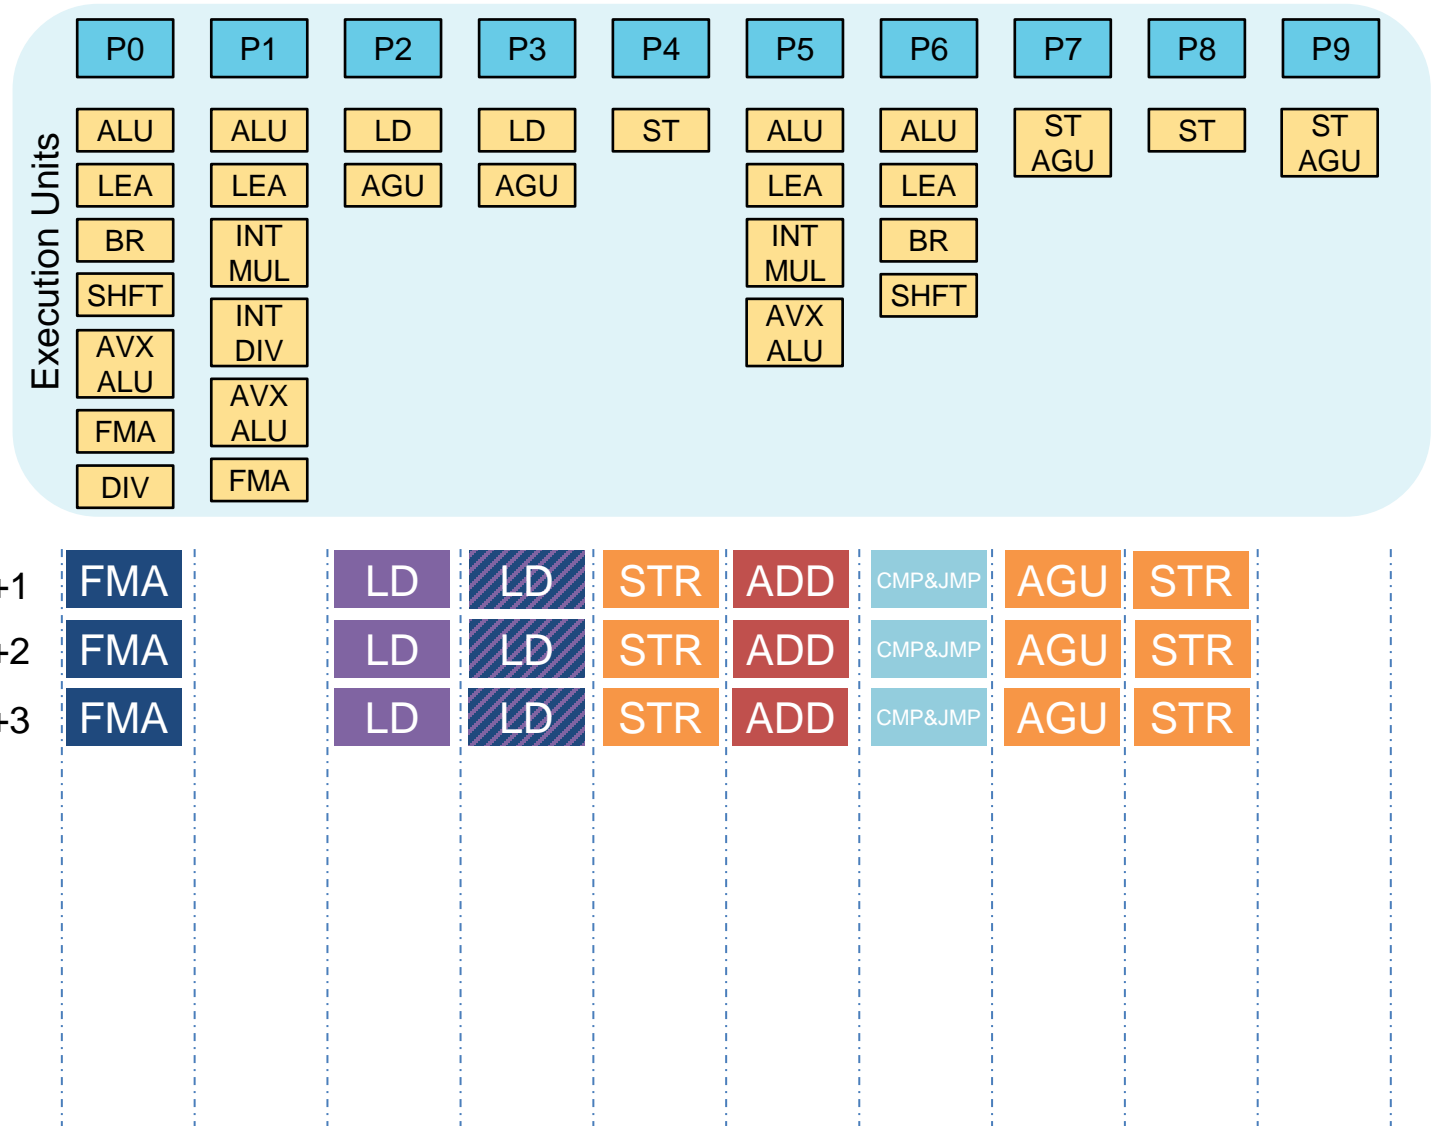 P0 P1 P2 P3 P4 P5 P6 P7 P8 P9
Execution Units
ALU ALU LD LD ST ALU ALU ST AGU ST ST AGU
LEA LEA AGU AGU LEA LEA
BR INT MUL INT MUL BR
SHFT INT DIV AVX ALU SHFT
AVX ALU AVX ALU
FMA FMA
DIV
+1 FMA LD LD STR ADD CMP&JMP AGU STR
+2 FMA LD LD STR ADD CMP&JMP AGU STR
+3 FMA LD LD STR ADD CMP&JMP AGU STR